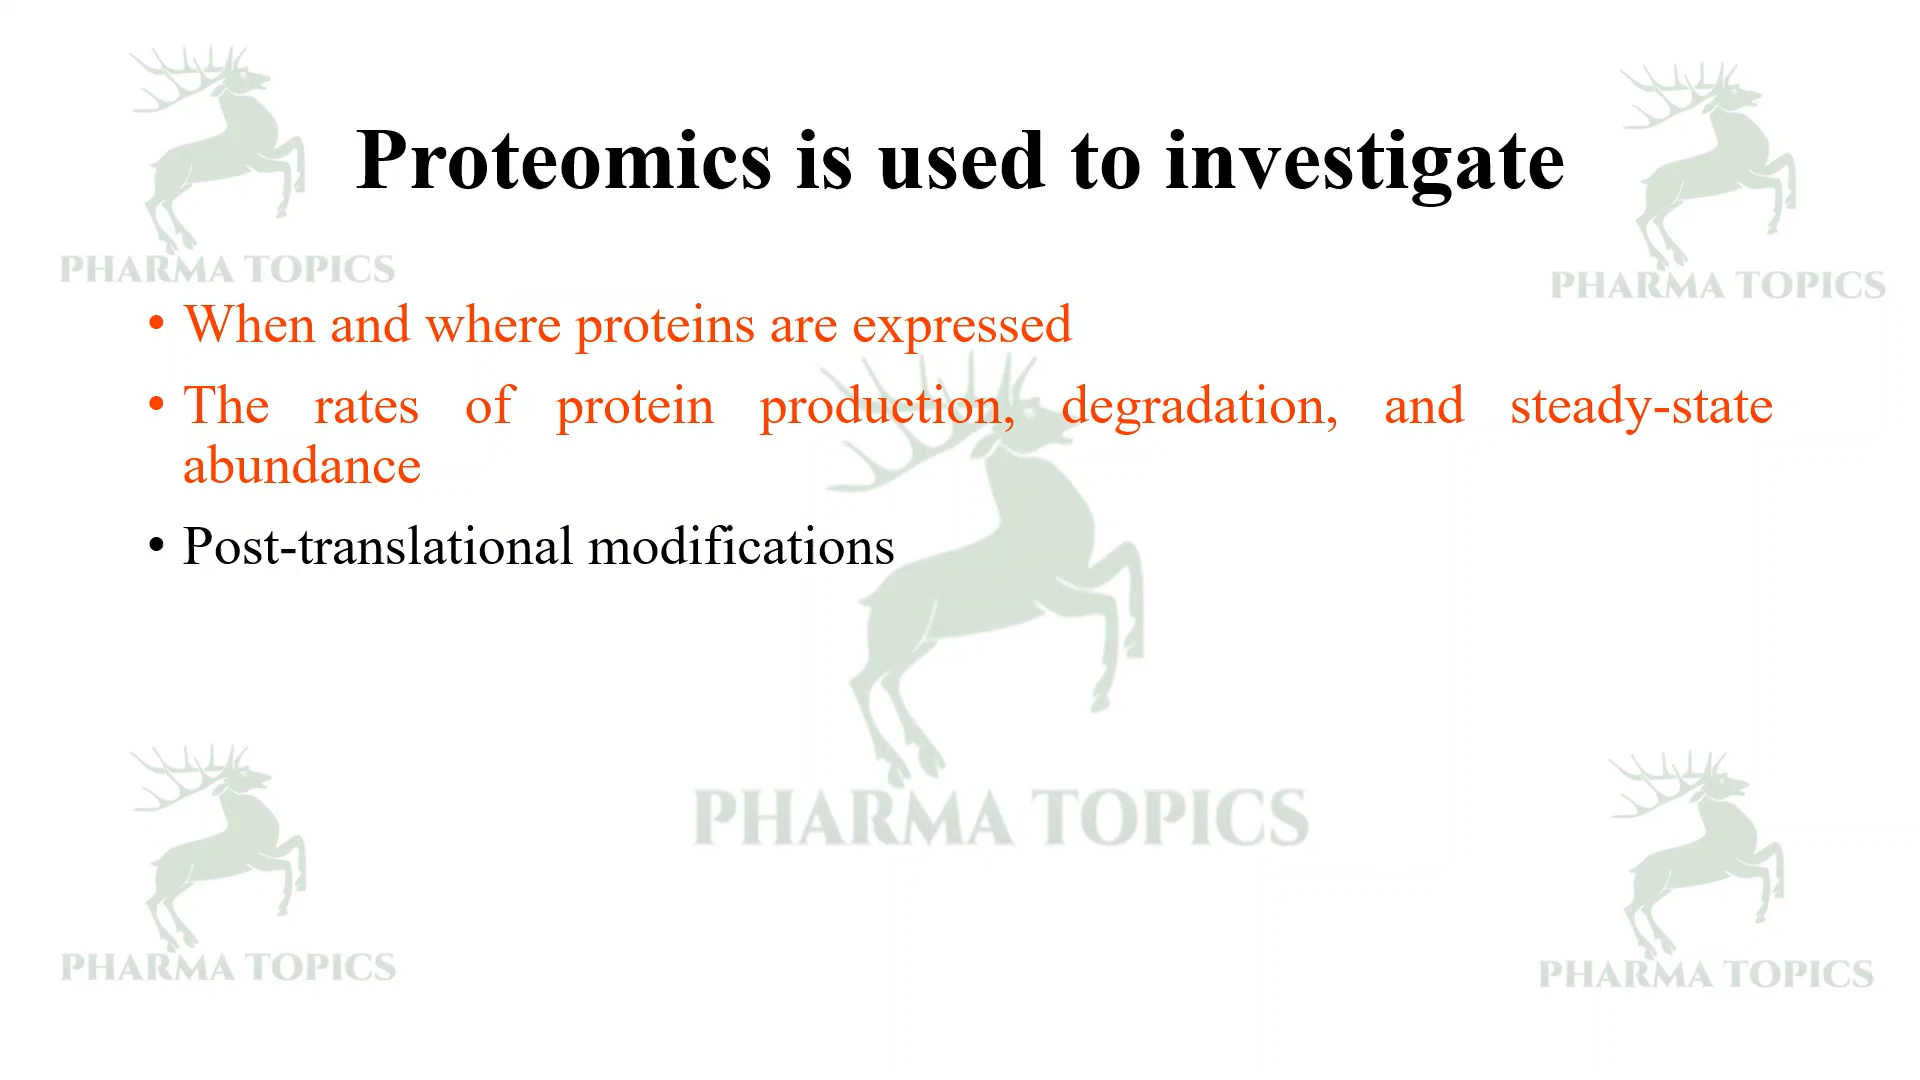 Proteomics is used to investigate
PHARMA TOPICS
PHARMA TOPICS
• When and where proteins are expressed
• The rates of protein production, degradation, and steady-state
abundance
• Post-translational modifications
PHARMA TOPICS
PHARMA TOPICS
PHARMA TOPICS